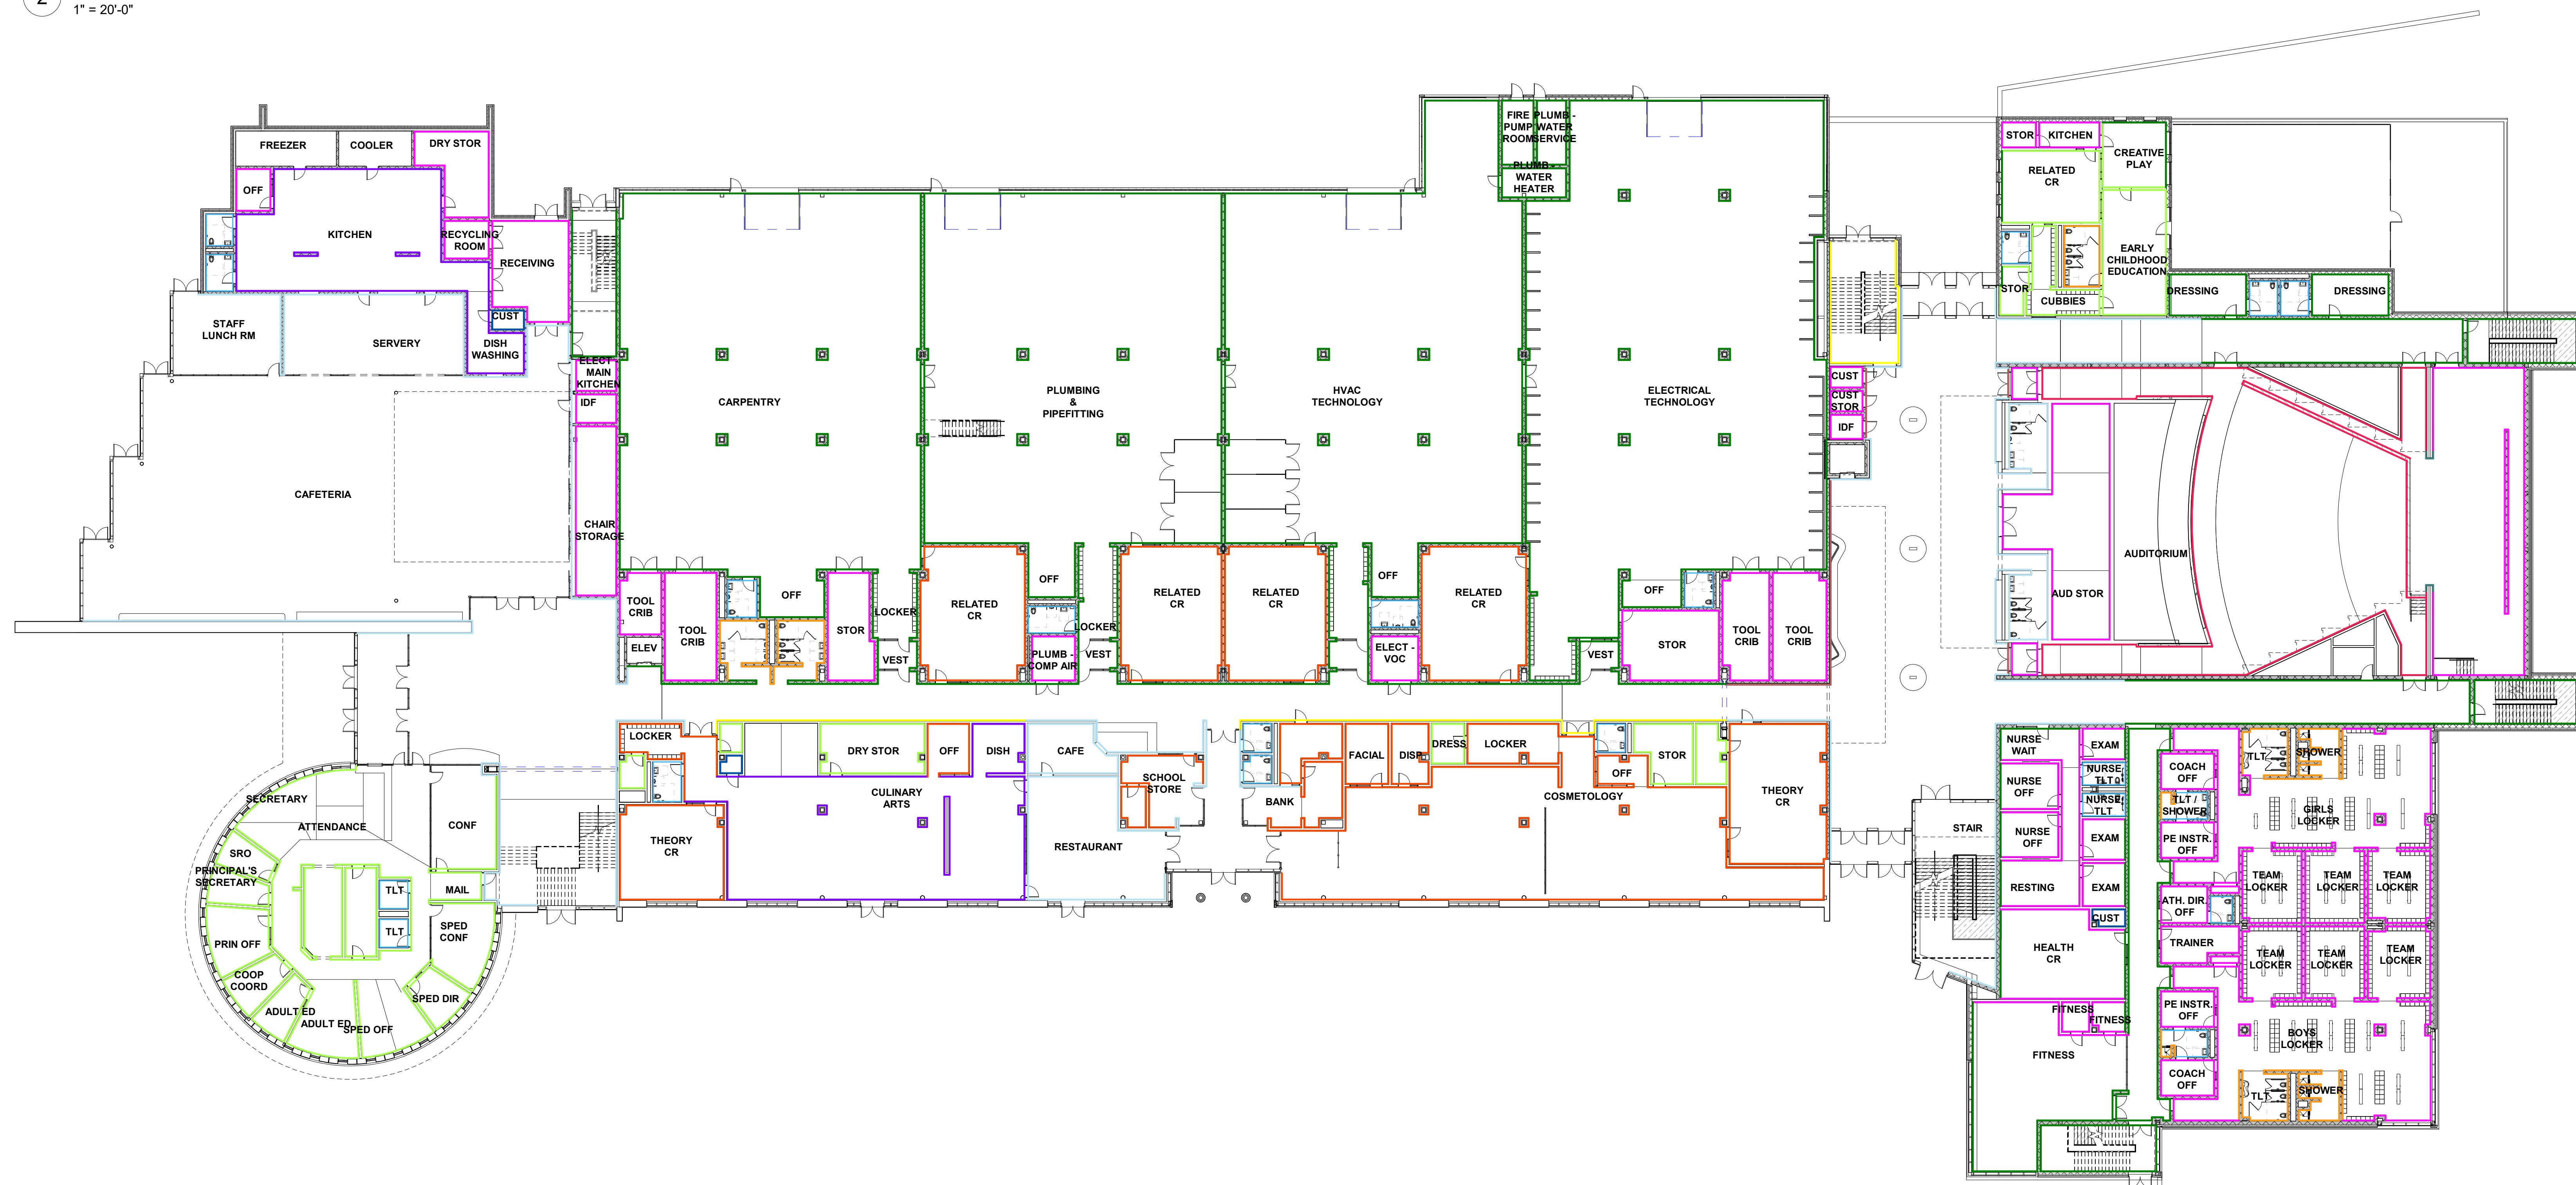 2
1" = 20'-0"
FREEZER
COOLER
DRY STOR
OFF
KITCHEN
RECYCLING
ROOM
RECEIVING
CUST
STAFF
LUNCH RM
SERVERY
DISH
WASHING
ELECT -
MAIN
KITCHEN
IDF
CHAIR
STORAGE
CAFETERIA
CARPENTRY
PLUMBING
&
PIPEFITTING
HVAC
TECHNOLOGY
ELECTRICAL
TECHNOLOGY
FIRE
PUMP
ROOM
PLUMB -
WATER
SERVICE
PLUMB -
WATER
HEATER
TOOL
CRIB
ELEV
TOOL
CRIB
OFF
STOR
LOCKER
VEST
RELATED
CR
OFF
LOCKER
PLUMB -
COMP AIR
VEST
RELATED
CR
RELATED
CR
OFF
ELECT -
VOC
RELATED
CR
VEST
OFF
STOR
TOOL
CRIB
TOOL
CRIB
CUST
CUST
STOR
IDF
STOR
KITCHEN
CREATIVE
PLAY
RELATED
CR
EARLY
CHILDHOOD
EDUCATION
STOR
CUBBIES
DRESSING
DRESSING
AUDITORIUM
AUD STOR
LOCKER
DRY STOR
OFF
DISH
CAFE
SCHOOL
STORE
CULINARY
ARTS
THEORY
CR
RESTAURANT
BANK
FACIAL
DISP
DRESS
LOCKER
OFF
STOR
COSMETOLOGY
THEORY
CR
SECRETARY
ATTENDANCE
CONF
SRO
PRINCIPAL'S
SECRETARY
TLT
MAIL
TLT
SPED
CONF
PRIN OFF
COOP
COORD
ADULT ED
ADULT ED
SPED OFF
SPED DIR
STAIR
NURSE
WAIT
EXAM
NURSE
OFF
NURSE
TLT
NURSE
TLT
NURSE
OFF
EXAM
RESTING
EXAM
CUST
HEALTH
CR
FITNESS
FITNESS
FITNESS
COACH
OFF
TLT
SHOWER
TLT /
SHOWER
GIRLS
LOCKER
PE INSTR.
OFF
TEAM
LOCKER
TEAM
LOCKER
TEAM
LOCKER
ATH. DIR.
OFF
TRAINER
TEAM
LOCKER
TEAM
LOCKER
TEAM
LOCKER
PE INSTR.
OFF
BOYS
LOCKER
COACH
OFF
TLT
SHOWER